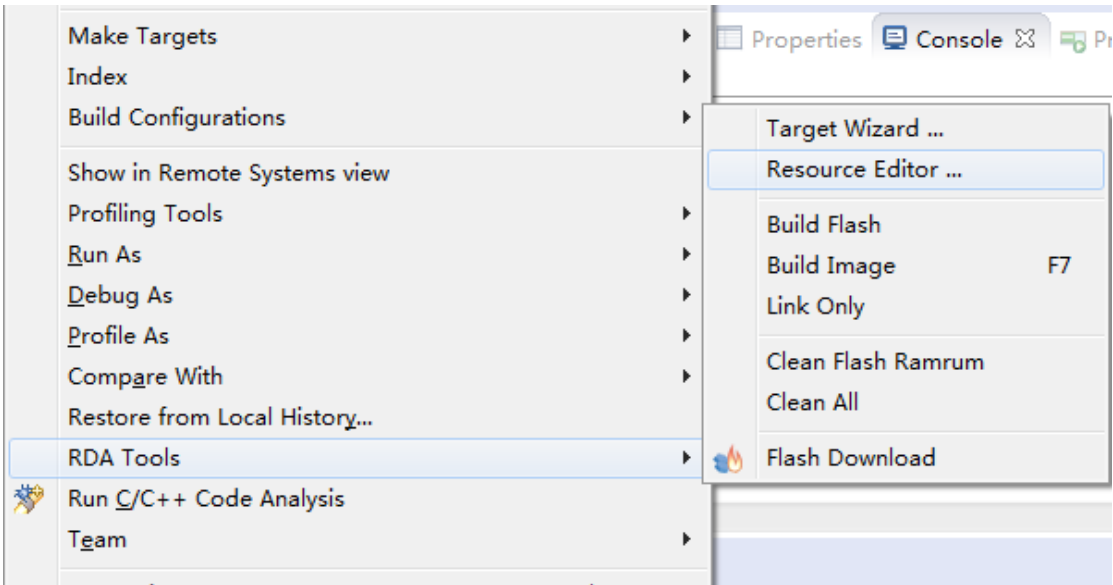 Make Targets
Index
Build Configurations
Show in Remote Systems view
Profiling Tools
Run As
Debug As
Profile As
Compare With
Restore from Local History...
RDA Tools
Run C/C++ Code Analysis
Team
Properties Console Pr
Target Wizard ...
Resource Editor ...
Build Flash
Build Image F7
Link Only
Clean Flash Ramrum
Clean All
Flash Download